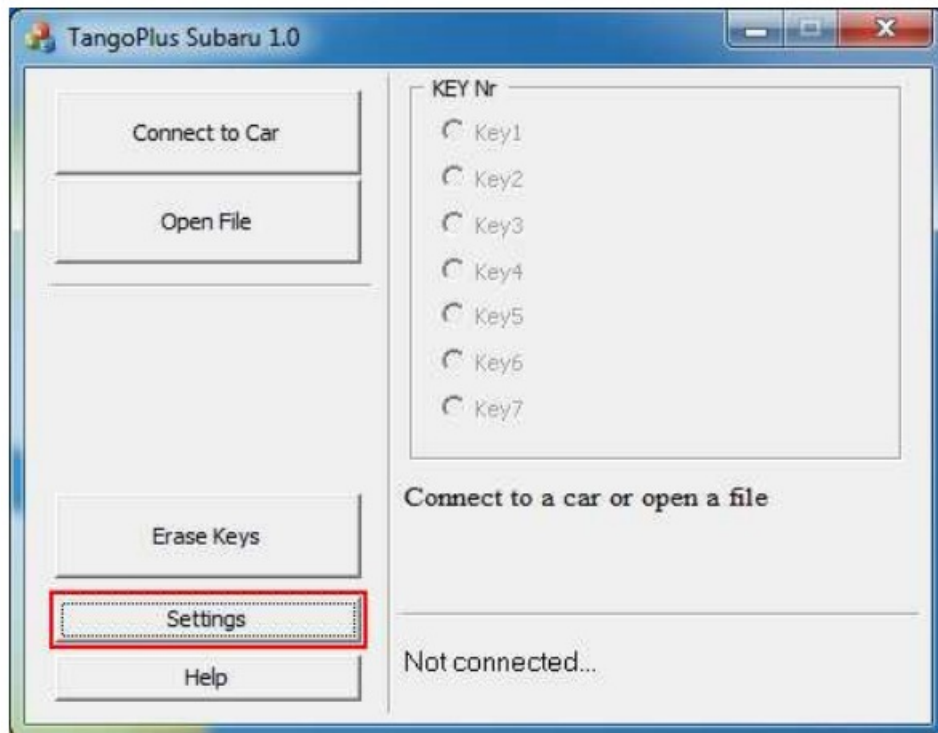 TangoPlus Subaru 1.0
Connect to Car
Open File
Erase Keys
Settings
Help
KEY Nr
Key1
Key2
Key3
Key4
Key5
Key6
Key7
Connect to a car or open a file
Not connected...